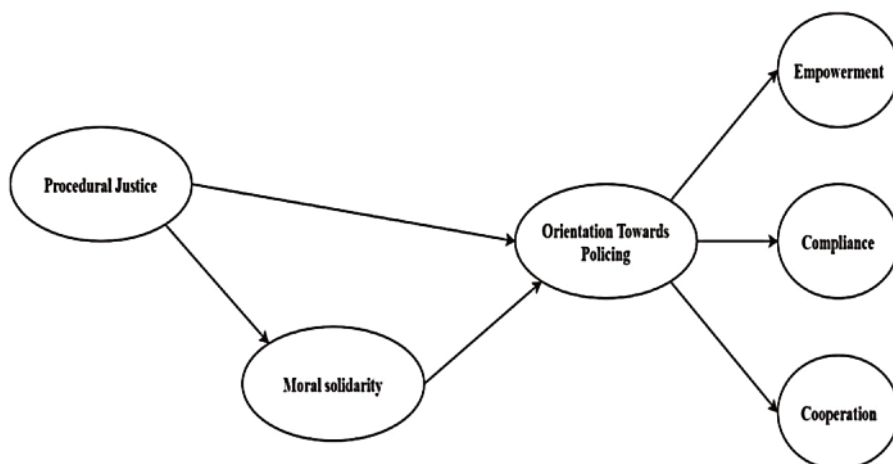 Empowerment
Procedural Justice
Orientation Towards
Policing
Compliance
Moral solidarity
Cooperation